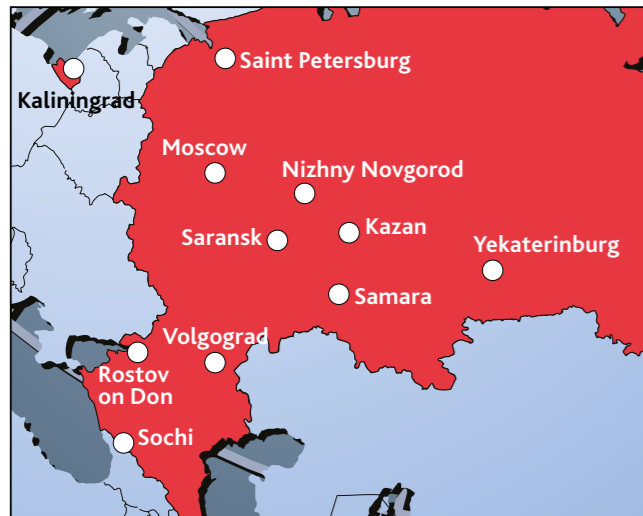 Saint Petersburg
Kaliningrad
Moscow
Nizhny Novgorod
Saransk
Kazan
Yekaterinburg
Samara
Volgograd
Rostov
on Don
Sochi